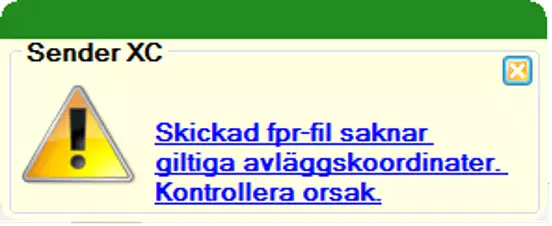 Sender XC
Skickad fpr-fil saknar
giltiga avläggskoordinater.
Kontrollera orsak.